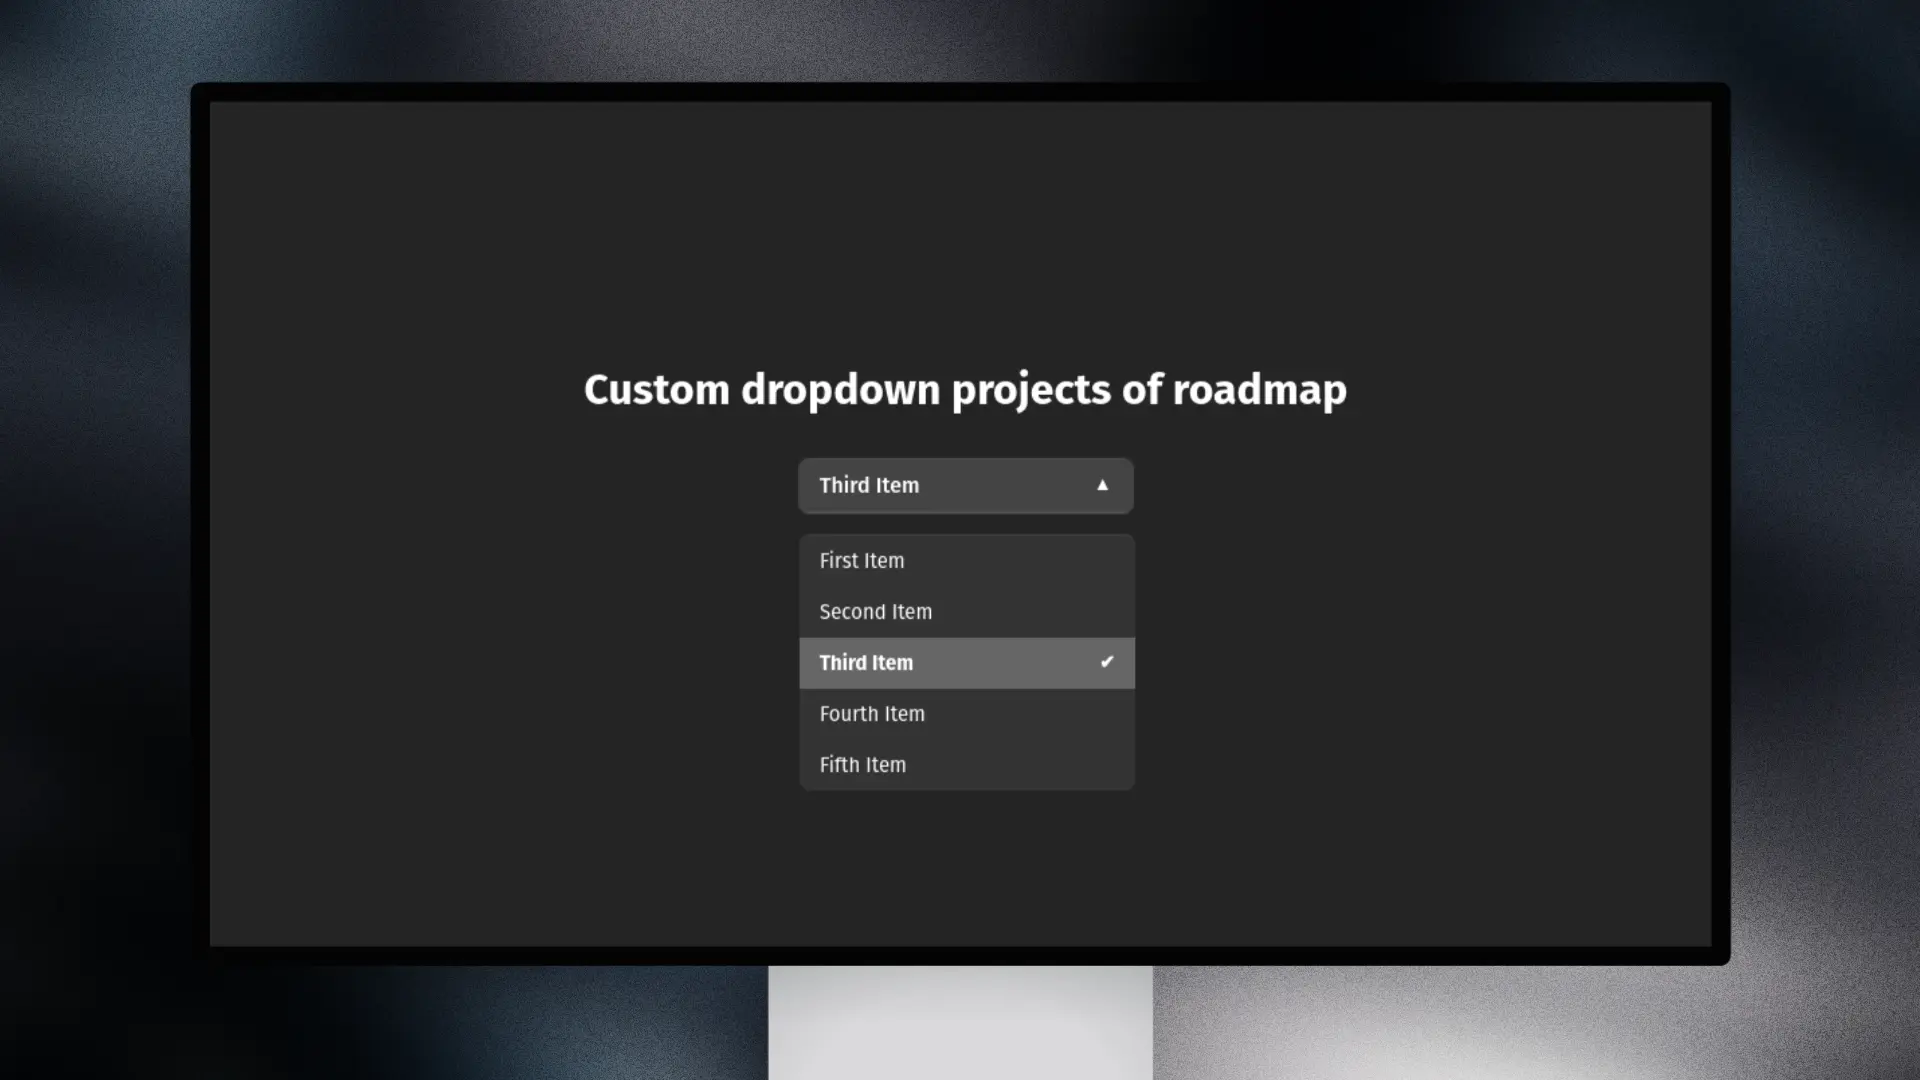 Custom dropdown projects of roadmap
Third Item ▲
First Item
Second Item
Third Item ✔
Fourth Item
Fifth Item